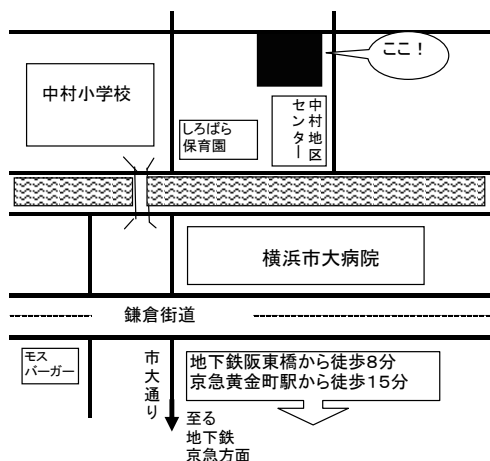 ここ！
中村小学校
しろばら
保育園
中村地区
センター
横浜市大病院
鎌倉街道
モス
バーガー
市大通り
地下鉄阪東橋から徒歩8分
京急黄金町駅から徒歩15分
至る
地下鉄
京急方面